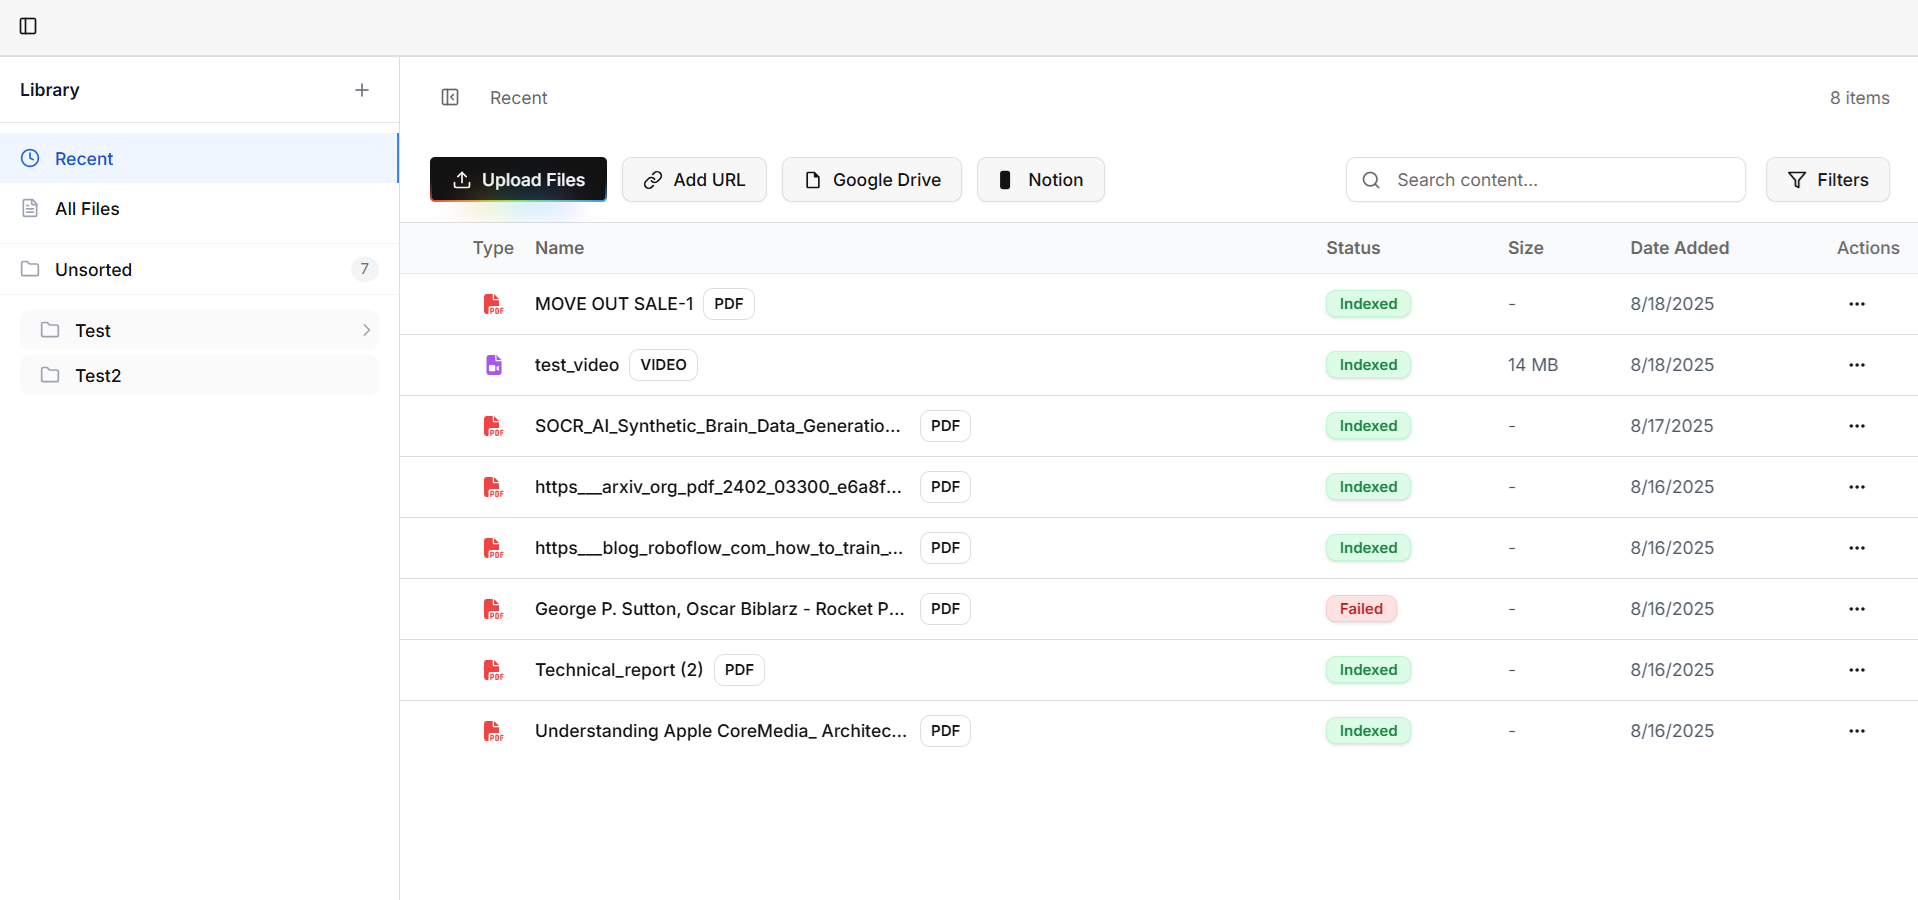 Library
Recent
All Files
Unsorted 7
Test
Test2
Recent 8 items
Upload Files Add URL Google Drive Notion Search content... Filters
Type Name Status Size Date Added Actions
PDF MOVE OUT SALE-1 PDF Indexed - 8/18/2025
test_video VIDEO Indexed 14 MB 8/18/2025
PDF SOCR_AI_Synthetic_Brain_Data_Generatio... PDF Indexed - 8/17/2025
PDF https___arxiv_org_pdf_2402_03300_e6a8f... PDF Indexed - 8/16/2025
PDF https___blog_roboflow_com_how_to_train_... PDF Indexed - 8/16/2025
PDF George P. Sutton, Oscar Biblarz - Rocket P... PDF Failed - 8/16/2025
PDF Technical_report (2) PDF Indexed - 8/16/2025
PDF Understanding Apple CoreMedia_ Architec... PDF Indexed - 8/16/2025